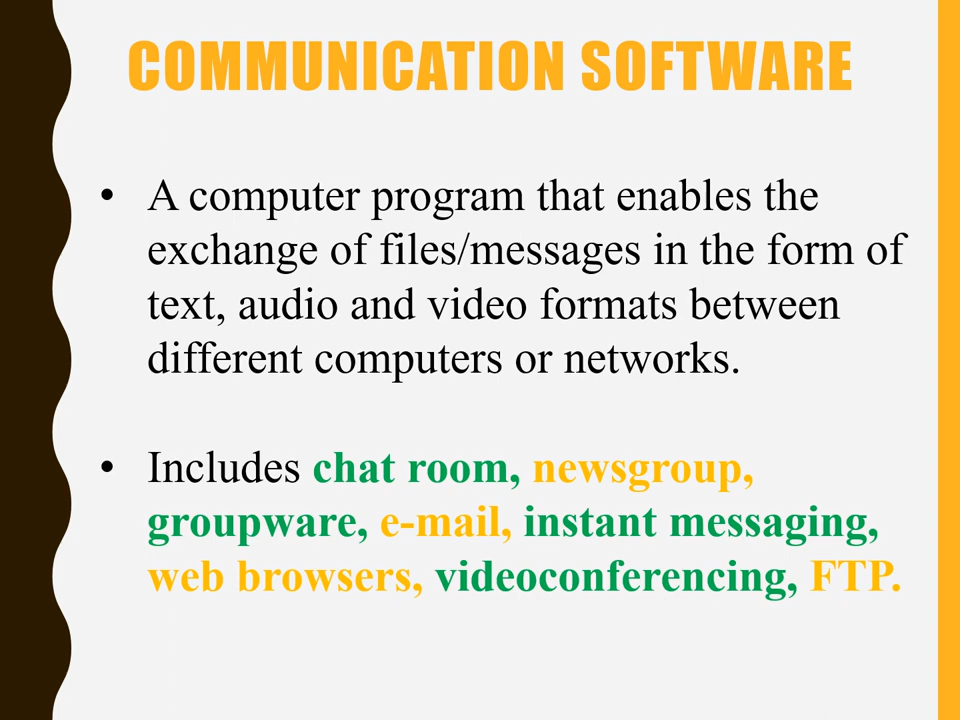 COMMUNICATION SOFTWARE
• A computer program that enables the
exchange of files/messages in the form of
text, audio and video formats between
different computers or networks.
• Includes chat room, newsgroup,
groupware, e-mail, instant messaging,
web browsers, videoconferencing, FTP.